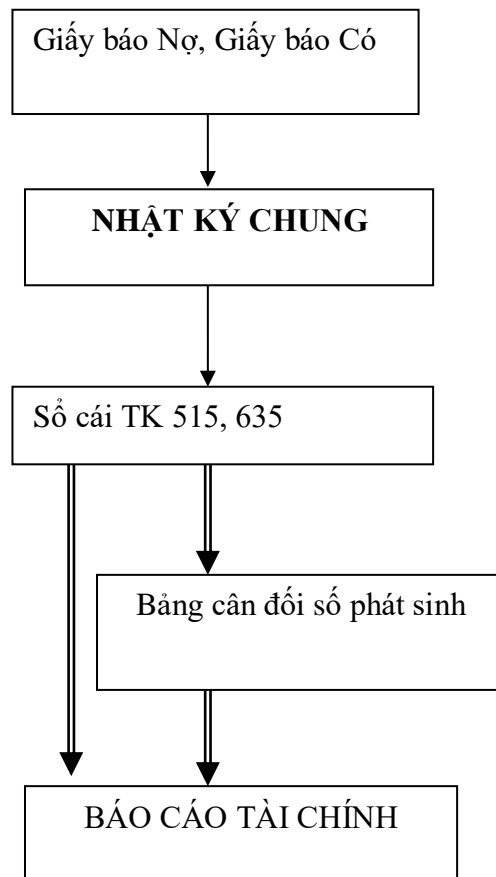 Giấy báo Nợ, Giấy báo Có
NHẬT KÝ CHUNG
Sổ cái TK 515, 635
Bảng cân đối số phát sinh
BÁO CÁO TÀI CHÍNH